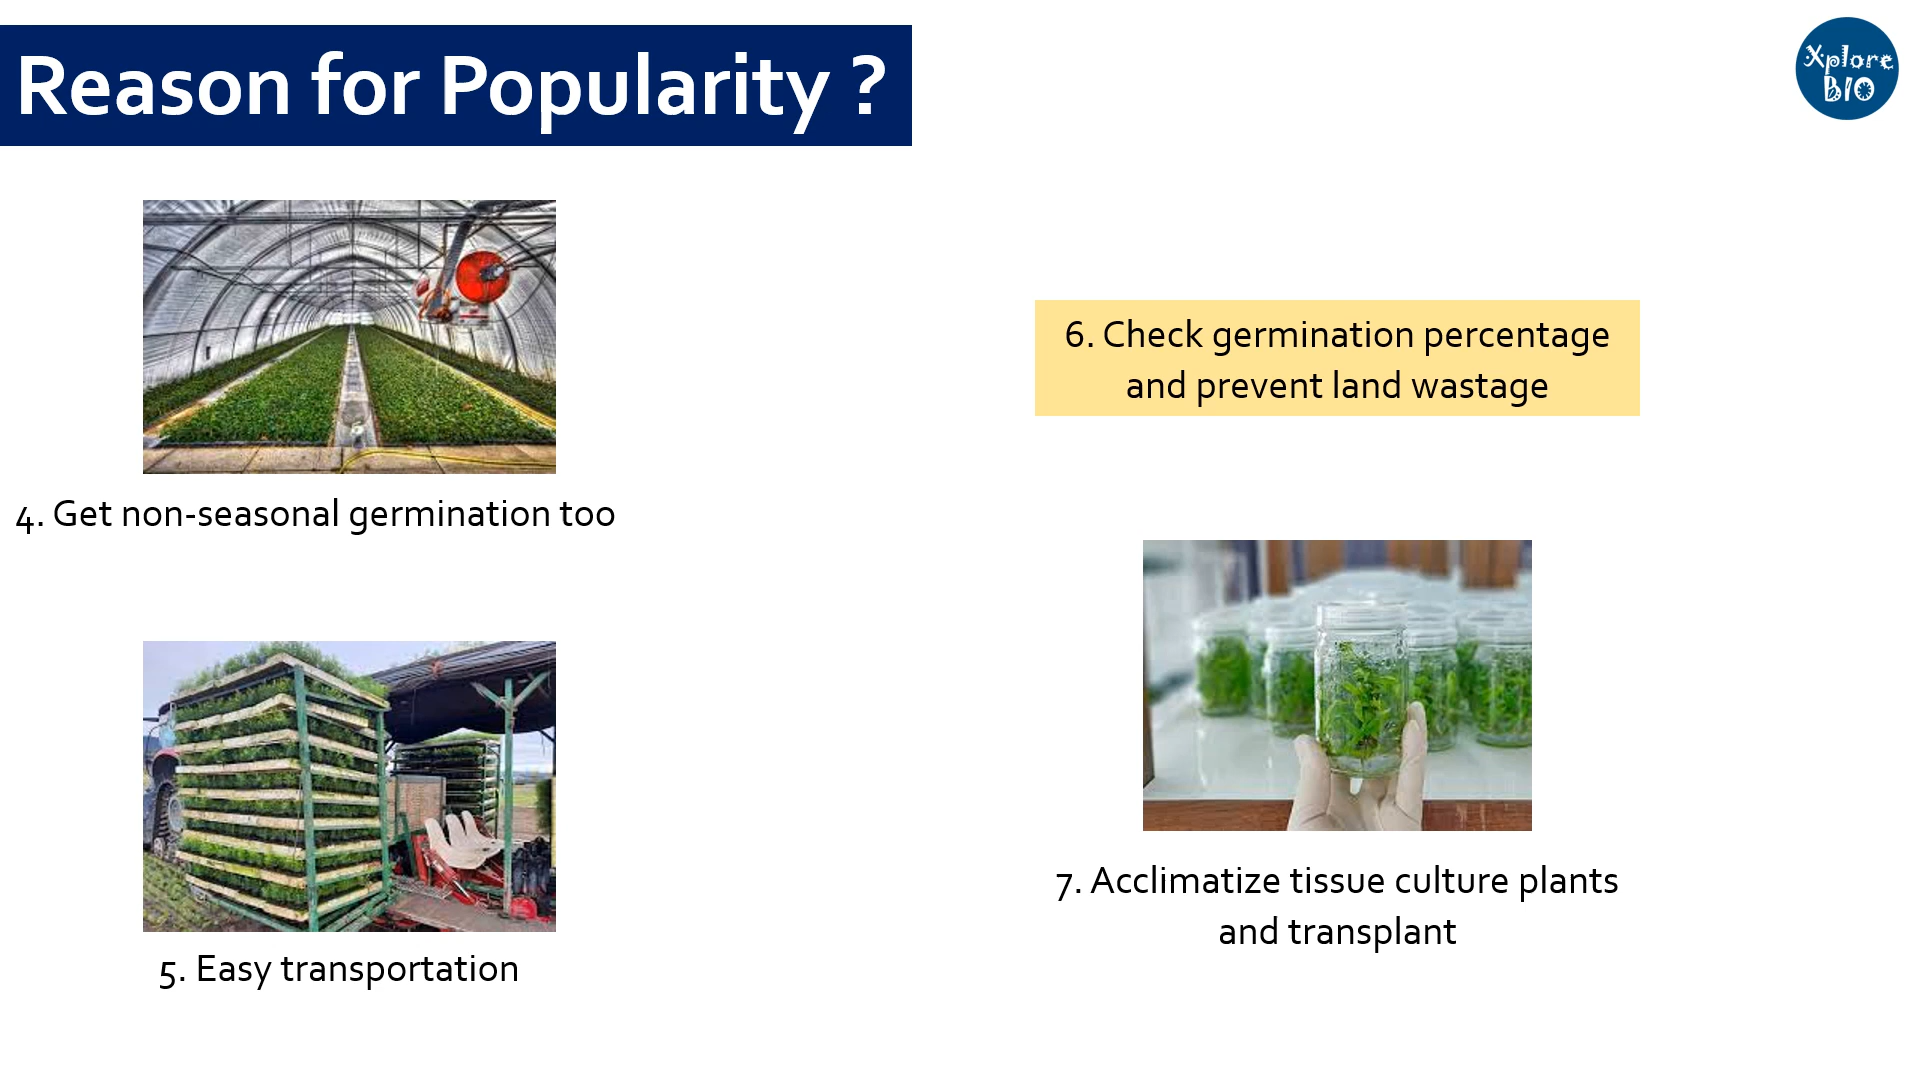 Reason for Popularity ?
Xplore
BIO
4. Get non-seasonal germination too
5. Easy transportation
6. Check germination percentage
and prevent land wastage
7. Acclimatize tissue culture plants
and transplant